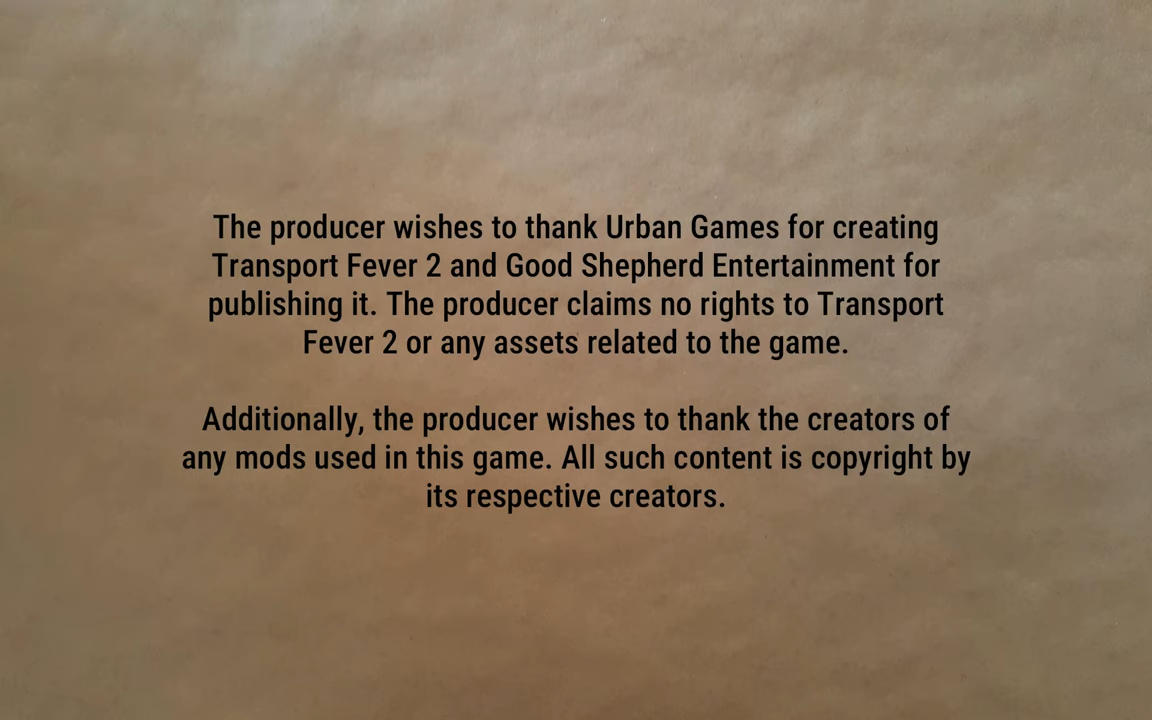 The producer wishes to thank Urban Games for creating
Transport Fever 2 and Good Shepherd Entertainment for
publishing it. The producer claims no rights to Transport
Fever 2 or any assets related to the game.
Additionally, the producer wishes to thank the creators of
any mods used in this game. All such content is copyright by
its respective creators.